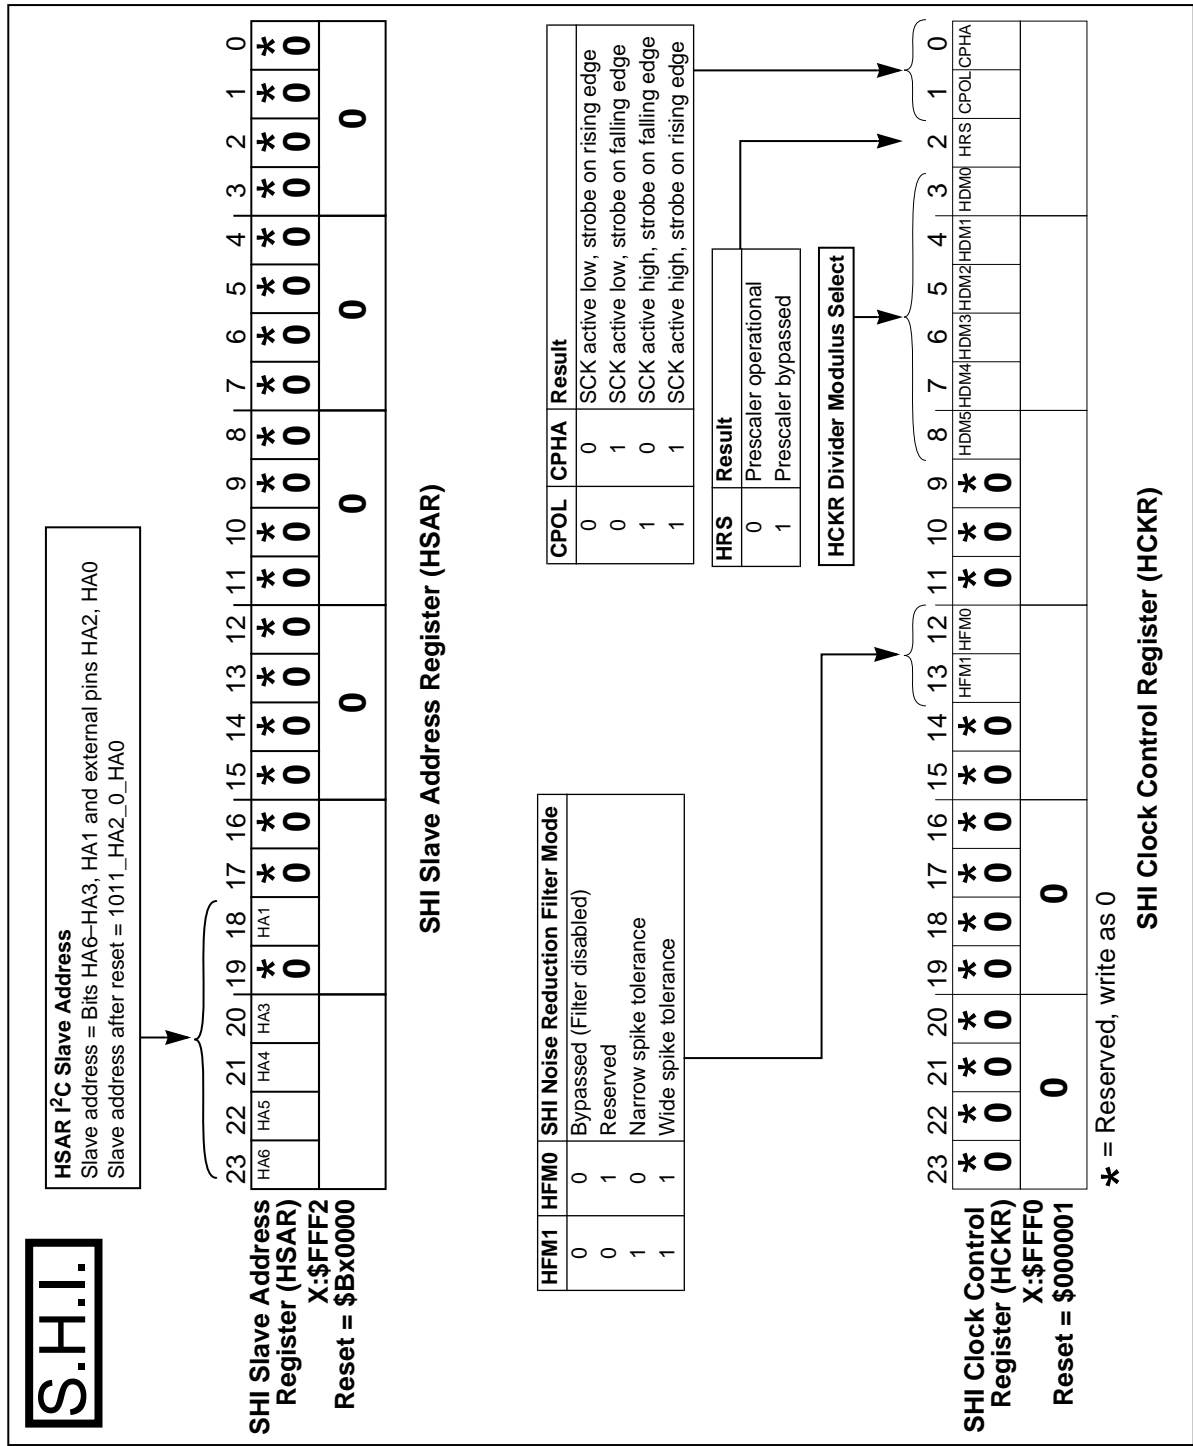 S.H.I.
HSAR I²C Slave Address
Slave address = Bits HA6–HA3, HA1 and external pins HA2, HA0
Slave address after reset = 1011_HA2_0_HA0
23 22 21 20 19 18 17 16 15 14 13 12 11 10 9 8 7 6 5 4 3 2 1 0
SHI Slave Address
Register (HSAR)
X:$FFF2
Reset = $Bx0000
HA6 HA5 HA4 HA3 * HA1 * * * * * * * * * * * * * * * * * *
0 0 0 0 0 0 0 0 0 0 0 0 0 0 0 0 0 0 0
0 0 0 0
SHI Slave Address Register (HSAR)
HFM1 HFM0 SHI Noise Reduction Filter Mode
0 0 Bypassed (Filter disabled)
0 1 Reserved
1 0 Narrow spike tolerance
1 1 Wide spike tolerance
CPOL CPHA Result
0 0 SCK active low, strobe on rising edge
0 1 SCK active low, strobe on falling edge
1 0 SCK active high, strobe on falling edge
1 1 SCK active high, strobe on rising edge
HRS Result
0 Prescaler operational
1 Prescaler bypassed
HCKR Divider Modulus Select
23 22 21 20 19 18 17 16 15 14 13 12 11 10 9 8 7 6 5 4 3 2 1 0
SHI Clock Control
Register (HCKR)
X:$FFF0
Reset = $000001
* * * * * * * * * * HFM1 HFM0 * * * HDM5 HDM4 HDM3 HDM2 HDM1 HDM0 HRS CPOL CPHA
0 0 0 0 0 0 0 0 0 0 0 0 0
0 0
* = Reserved, write as 0
SHI Clock Control Register (HCKR)